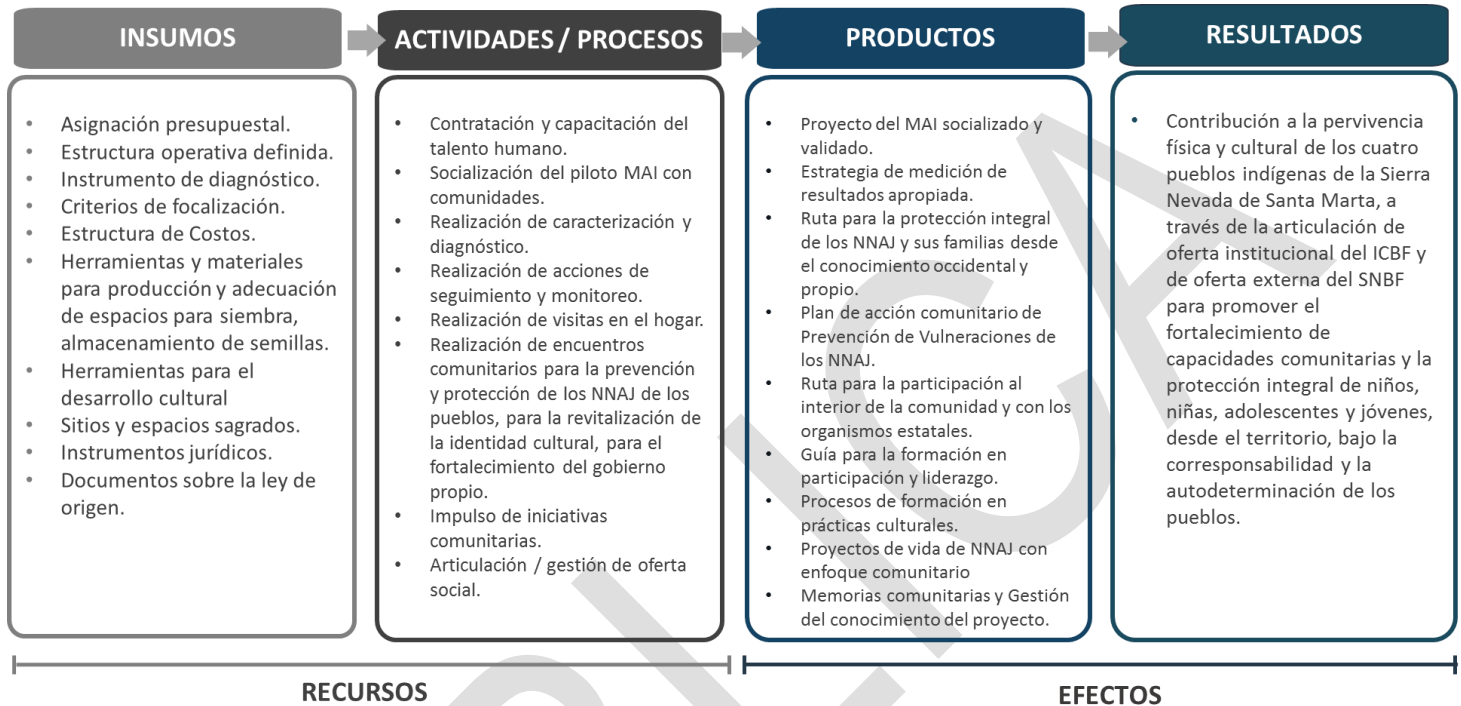 INSUMOS
• Asignación presupuestal.
• Estructura operativa definida.
• Instrumento de diagnóstico.
• Criterios de focalización.
• Estructura de Costos.
• Herramientas y materiales
para producción y adecuación
de espacios para siembra,
almacenamiento de semillas.
• Herramientas para el
desarrollo cultural
• Sitios y espacios sagrados.
• Instrumentos jurídicos.
• Documentos sobre la ley de
origen.
ACTIVIDADES / PROCESOS
• Contratación y capacitación del
talento humano.
• Socialización del piloto MAI con
comunidades.
• Realización de caracterización y
diagnóstico.
• Realización de acciones de
seguimiento y monitoreo.
• Realización de visitas en el hogar.
• Realización de encuentros
comunitarios para la prevención
y protección de los NNAJ de los
pueblos, para la revitalización de
la identidad cultural, para el
fortalecimiento del gobierno
propio.
• Impulso de iniciativas
comunitarias.
• Articulación / gestión de oferta
social.
PRODUCTOS
• Proyecto del MAI socializado y
validado.
• Estrategia de medición de
resultados apropiada.
• Ruta para la protección integral
de los NNAJ y sus familias desde
el conocimiento occidental y
propio.
• Plan de acción comunitario de
Prevención de Vulneraciones de
los NNAJ.
• Ruta para la participación al
interior de la comunidad y con los
organismos estatales.
• Guía para la formación en
participación y liderazgo.
• Procesos de formación en
prácticas culturales.
• Proyectos de vida de NNAJ con
enfoque comunitario
• Memorias comunitarias y Gestión
del conocimiento del proyecto.
RESULTADOS
• Contribución a la pervivencia
física y cultural de los cuatro
pueblos indígenas de la Sierra
Nevada de Santa Marta, a
través de la articulación de
oferta institucional del ICBF y
de oferta externa del SNBF
para promover el
fortalecimiento de
capacidades comunitarias y la
protección integral de niños,
niñas, adolescentes y jóvenes,
desde el territorio, bajo la
corresponsabilidad y la
autodeterminación de los
pueblos.
RECURSOS
EFECTOS